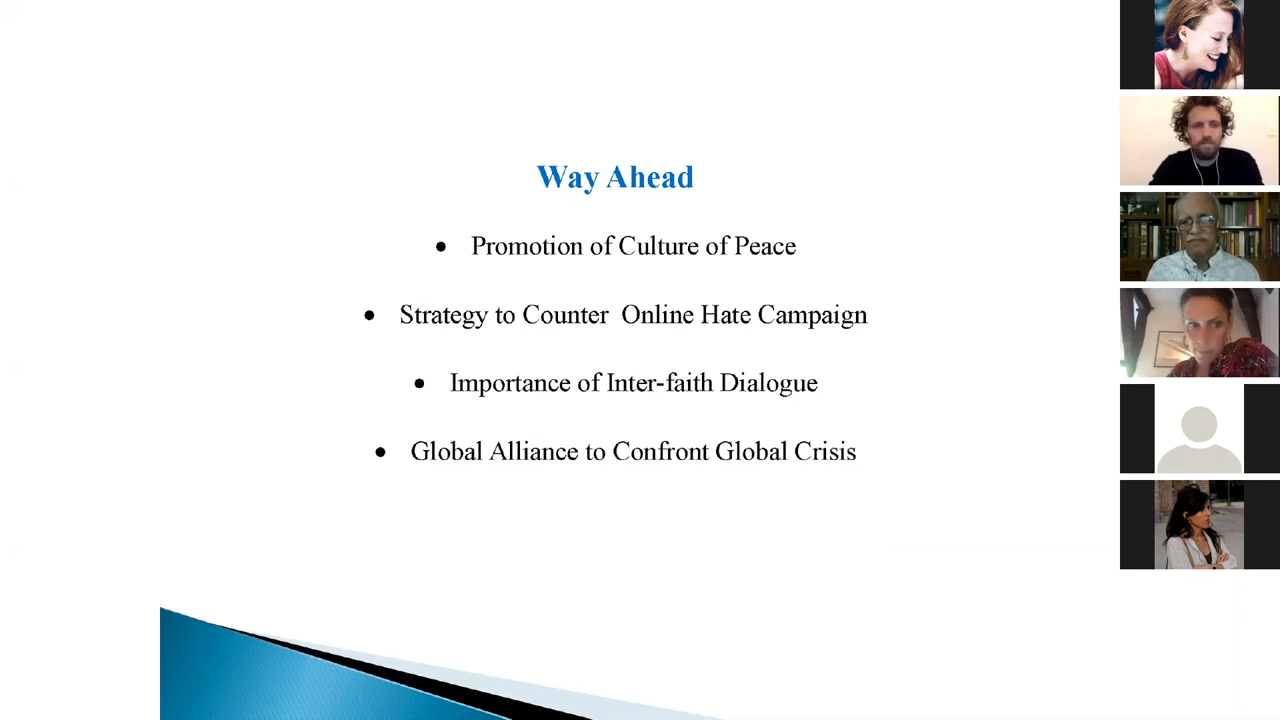 Way Ahead
• Promotion of Culture of Peace
• Strategy to Counter  Online Hate Campaign
• Importance of Inter-faith Dialogue
• Global Alliance to Confront Global Crisis